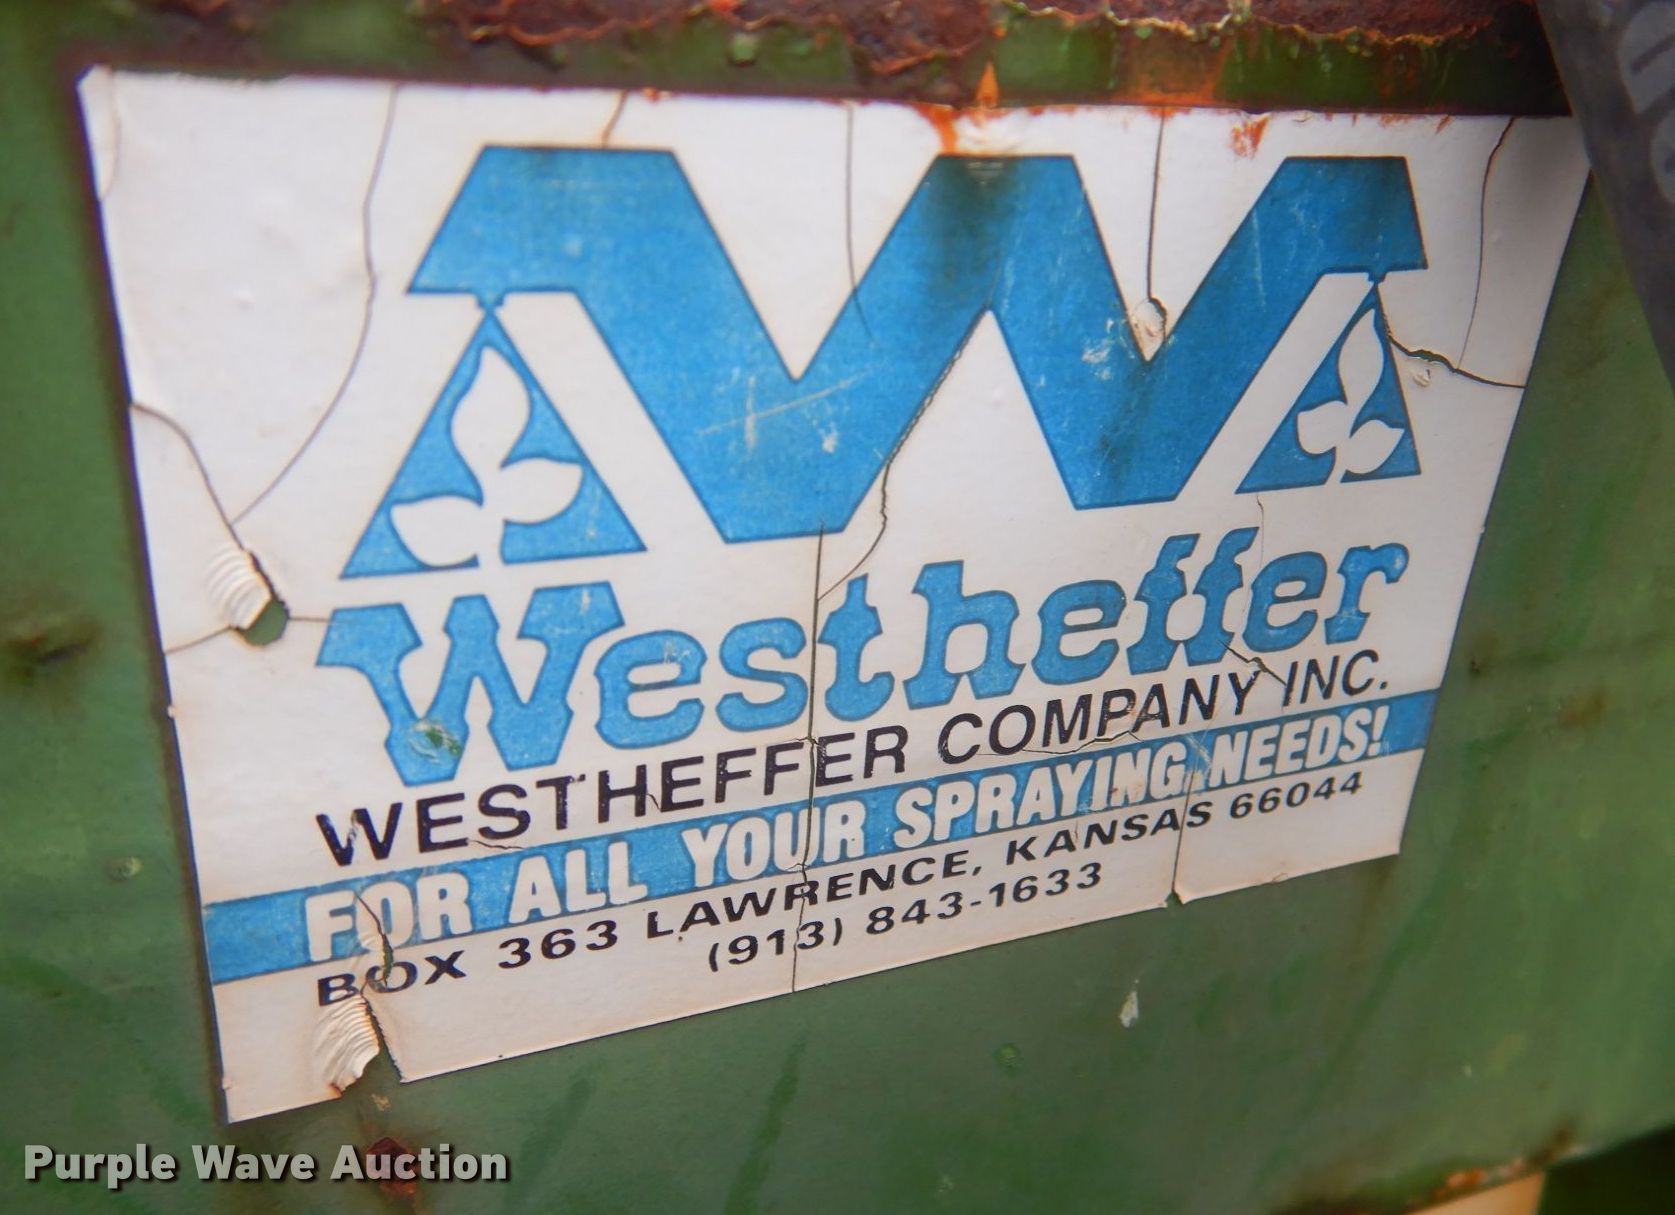 Westheffer
WESTHEFFER COMPANY INC.
FOR ALL YOUR SPRAYING NEEDS!
BOX 363 LAWRENCE, KANSAS 66044
(913) 843-1633
Purple Wave Auction